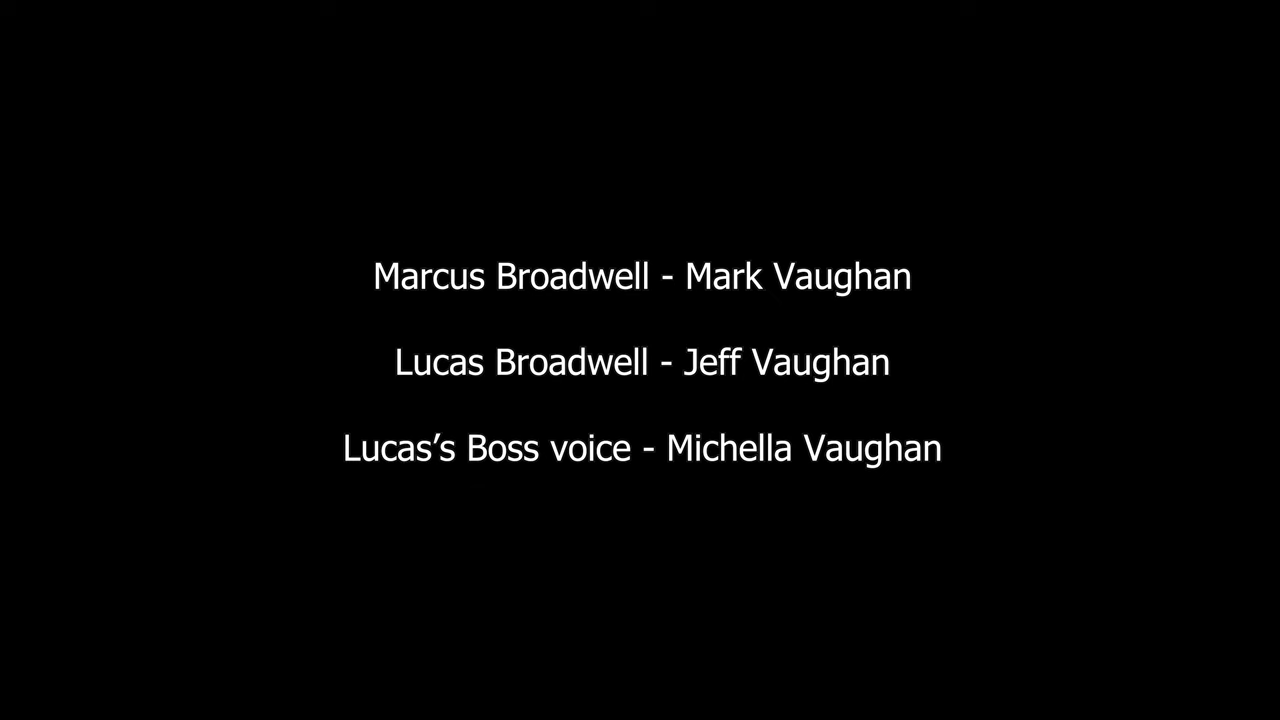 Marcus Broadwell - Mark Vaughan
Lucas Broadwell - Jeff Vaughan
Lucas’s Boss voice - Michella Vaughan